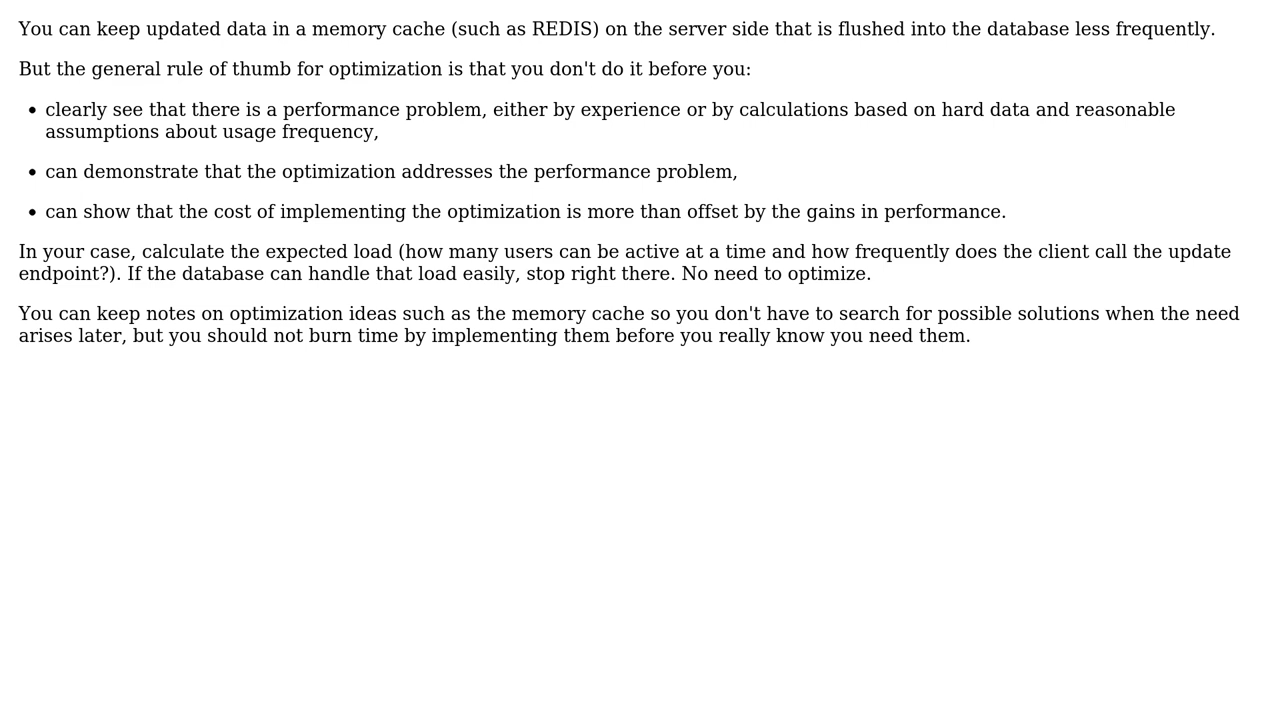 You can keep updated data in a memory cache (such as REDIS) on the server side that is flushed into the database less frequently.
But the general rule of thumb for optimization is that you don't do it before you:
• clearly see that there is a performance problem, either by experience or by calculations based on hard data and reasonable
assumptions about usage frequency,
• can demonstrate that the optimization addresses the performance problem,
• can show that the cost of implementing the optimization is more than offset by the gains in performance.
In your case, calculate the expected load (how many users can be active at a time and how frequently does the client call the update
endpoint?). If the database can handle that load easily, stop right there. No need to optimize.
You can keep notes on optimization ideas such as the memory cache so you don't have to search for possible solutions when the need
arises later, but you should not burn time by implementing them before you really know you need them.